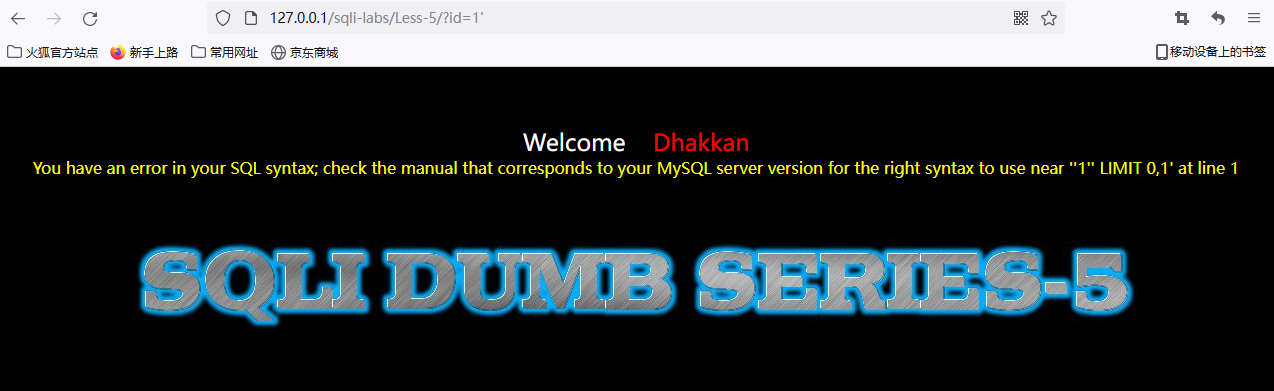 127.0.0.1/sqli-labs/Less-5/?id=1'
火狐官方站点 新手上路 常用网址 京东商城 移动设备上的书签
Welcome Dhakkan
You have an error in your SQL syntax; check the manual that corresponds to your MySQL server version for the right syntax to use near ''1'' LIMIT 0,1' at line 1
SQLI DUMB SERIES-5